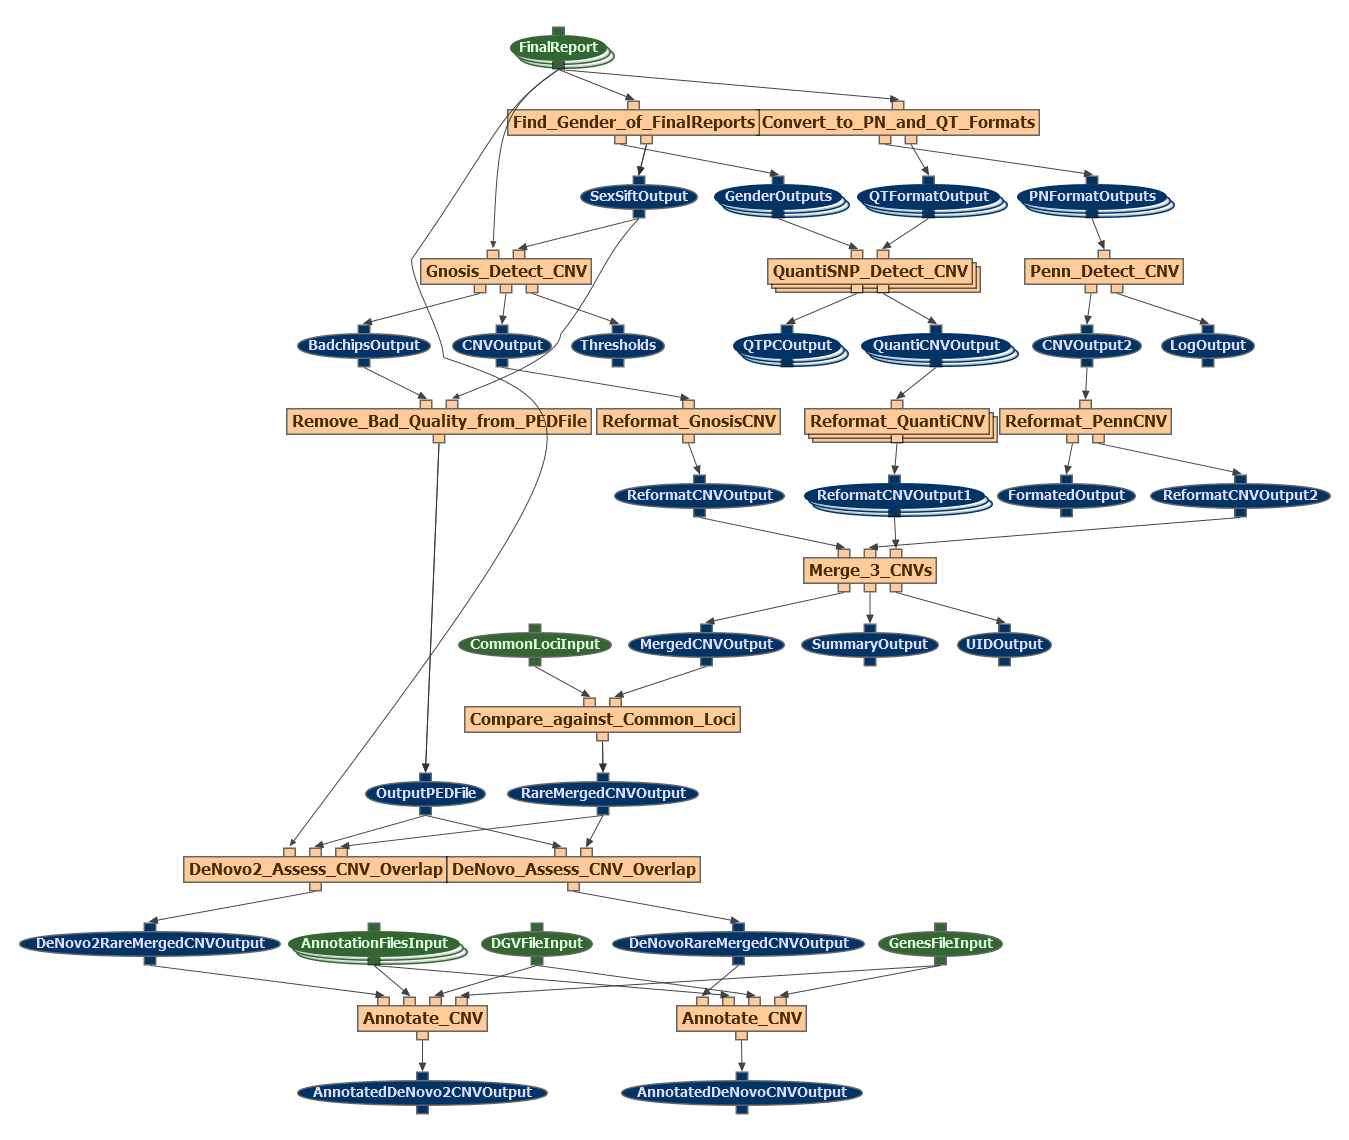 FinalReport
Find_Gender_of_FinalReports
Convert_to_PN_and_QT_Formats
SexSiftOutput
GenderOutputs
QTFormatOutput
PNFormatOutputs
Gnosis_Detect_CNV
QuantiSNP_Detect_CNV
Penn_Detect_CNV
BadchipsOutput
CNVOutput
Thresholds
QTPCOutput
QuantiCNVOutput
CNVOutput2
LogOutput
Remove_Bad_Quality_from_PEDFile
Reformat_GnosisCNV
Reformat_QuantiCNV
Reformat_PennCNV
ReformatCNVOutput
ReformatCNVOutput1
FormatedOutput
ReformatCNVOutput2
Merge_3_CNVs
CommonLociInput
MergedCNVOutput
SummaryOutput
UIDOutput
Compare_against_Common_Loci
OutputPEDFile
RareMergedCNVOutput
DeNovo2_Assess_CNV_Overlap
DeNovo_Assess_CNV_Overlap
DeNovo2RareMergedCNVOutput
AnnotationFilesInput
DGVFileInput
DeNovoRareMergedCNVOutput
GenesFileInput
Annotate_CNV
Annotate_CNV
AnnotatedDeNovo2CNVOutput
AnnotatedDeNovoCNVOutput